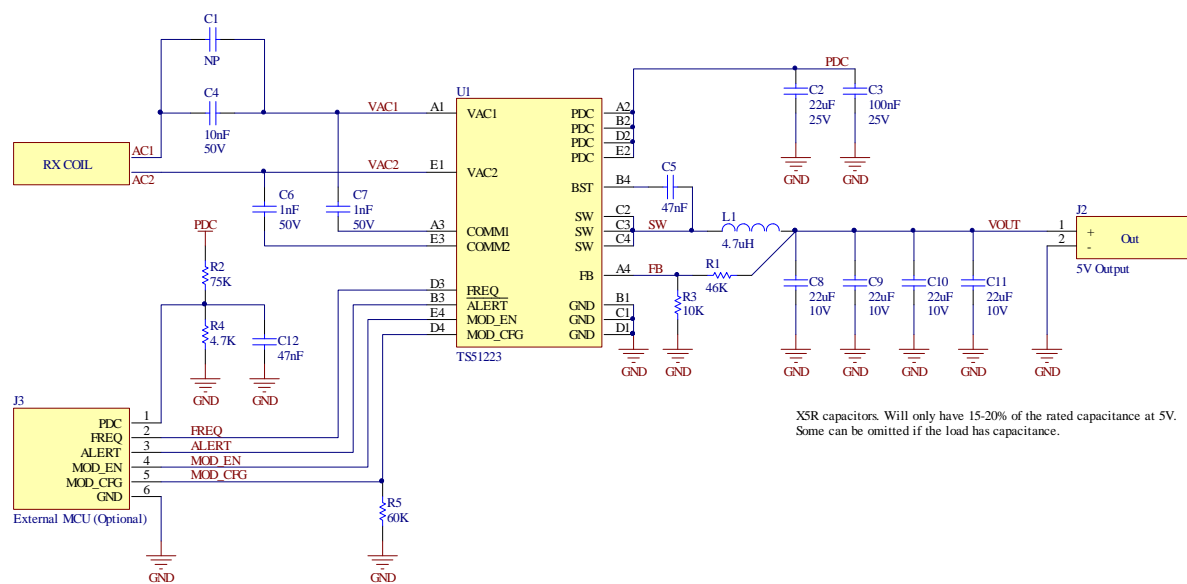 C1
NP
C4
10nF
50V
RX COIL
AC1
AC2
VAC1
VAC2
C6
1nF
50V
C7
1nF
50V
U1
A1
E1
A3
E3
D3
B3
E4
D4
VAC1
VAC2
COMM1
COMM2
FREQ
ALERT
MOD_EN
MOD_CFG
PDC
PDC
PDC
PDC
BST
SW
SW
SW
FB
GND
GND
GND
A2
B2
D2
E2
B4
C2
C3
C4
A4
B1
C1
D1
TS51223
PDC
C2
22uF
25V
C3
100nF
25V
GND
GND
C5
47nF
SW
L1
4.7uH
FB
R1
46K
R3
10K
GND
GND
C8
22uF
10V
C9
22uF
10V
C10
22uF
10V
C11
22uF
10V
GND
GND
GND
GND
VOUT
J2
1
2
+
-
Out
5V Output
GND
PDC
R2
75K
R4
4.7K
C12
47nF
GND
GND
J3
PDC
FREQ
ALERT
MOD_EN
MOD_CFG
GND
1
2
3
4
5
6
FREQ
ALERT
MOD_EN
MOD_CFG
External MCU (Optional)
GND
R5
60K
GND
X5R capacitors. Will only have 15-20% of the rated capacitance at 5V.
Some can be omitted if the load has capacitance.